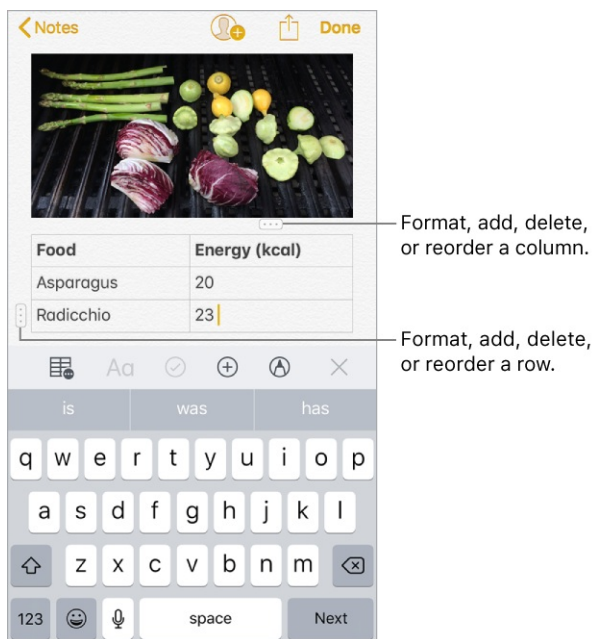 Notes Done
Format, add, delete,
or reorder a column.
Food Energy (kcal)
Asparagus 20
Radicchio 23
Format, add, delete,
or reorder a row.
Aa
is was has
q w e r t y u i o p
a s d f g h j k l
z x c v b n m
123 space Next